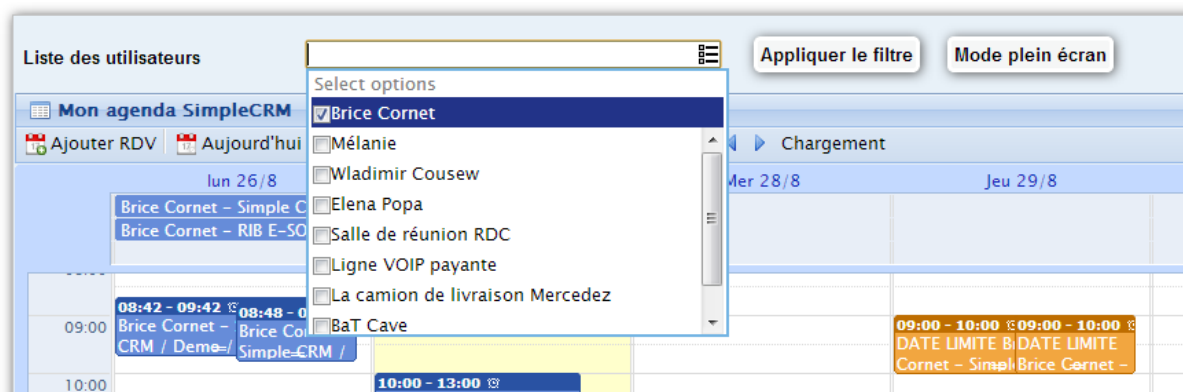 Liste des utilisateurs
Appliquer le filtre
Mode plein écran
Select options
Brice Cornet
Mélanie
Wladimir Cousew
Elena Popa
Salle de réunion RDC
Ligne VOIP payante
La camion de livraison Mercedez
BaT Cave
Mon agenda SimpleCRM
Ajouter RDV Aujourd'hui
Chargement
lun 26/8
Mer 28/8
Jeu 29/8
Brice Cornet – Simple C
Brice Cornet – RIB E-SO
09:00
10:00
08:42 - 09:42
Brice Cornet –
CRM / Demo /
08:48 - 0
Brice Co
Simple CRM /
10:00 - 13:00
09:00 - 10:00
DATE LIMITE B
Cornet – Simpl
09:00 - 10:00
DATE LIMITE
Brice Cornet –